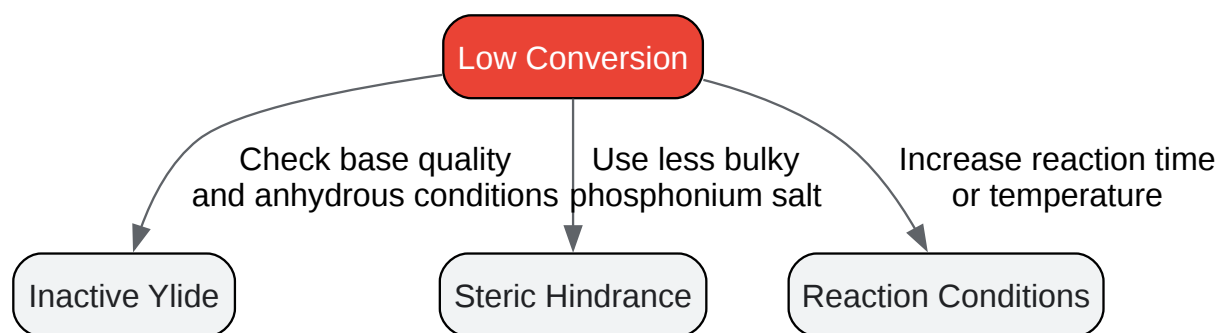 Low Conversion
Check base quality
and anhydrous conditions
Use less bulky
phosphonium salt
Increase reaction time
or temperature
Inactive Ylide
Steric Hindrance
Reaction Conditions